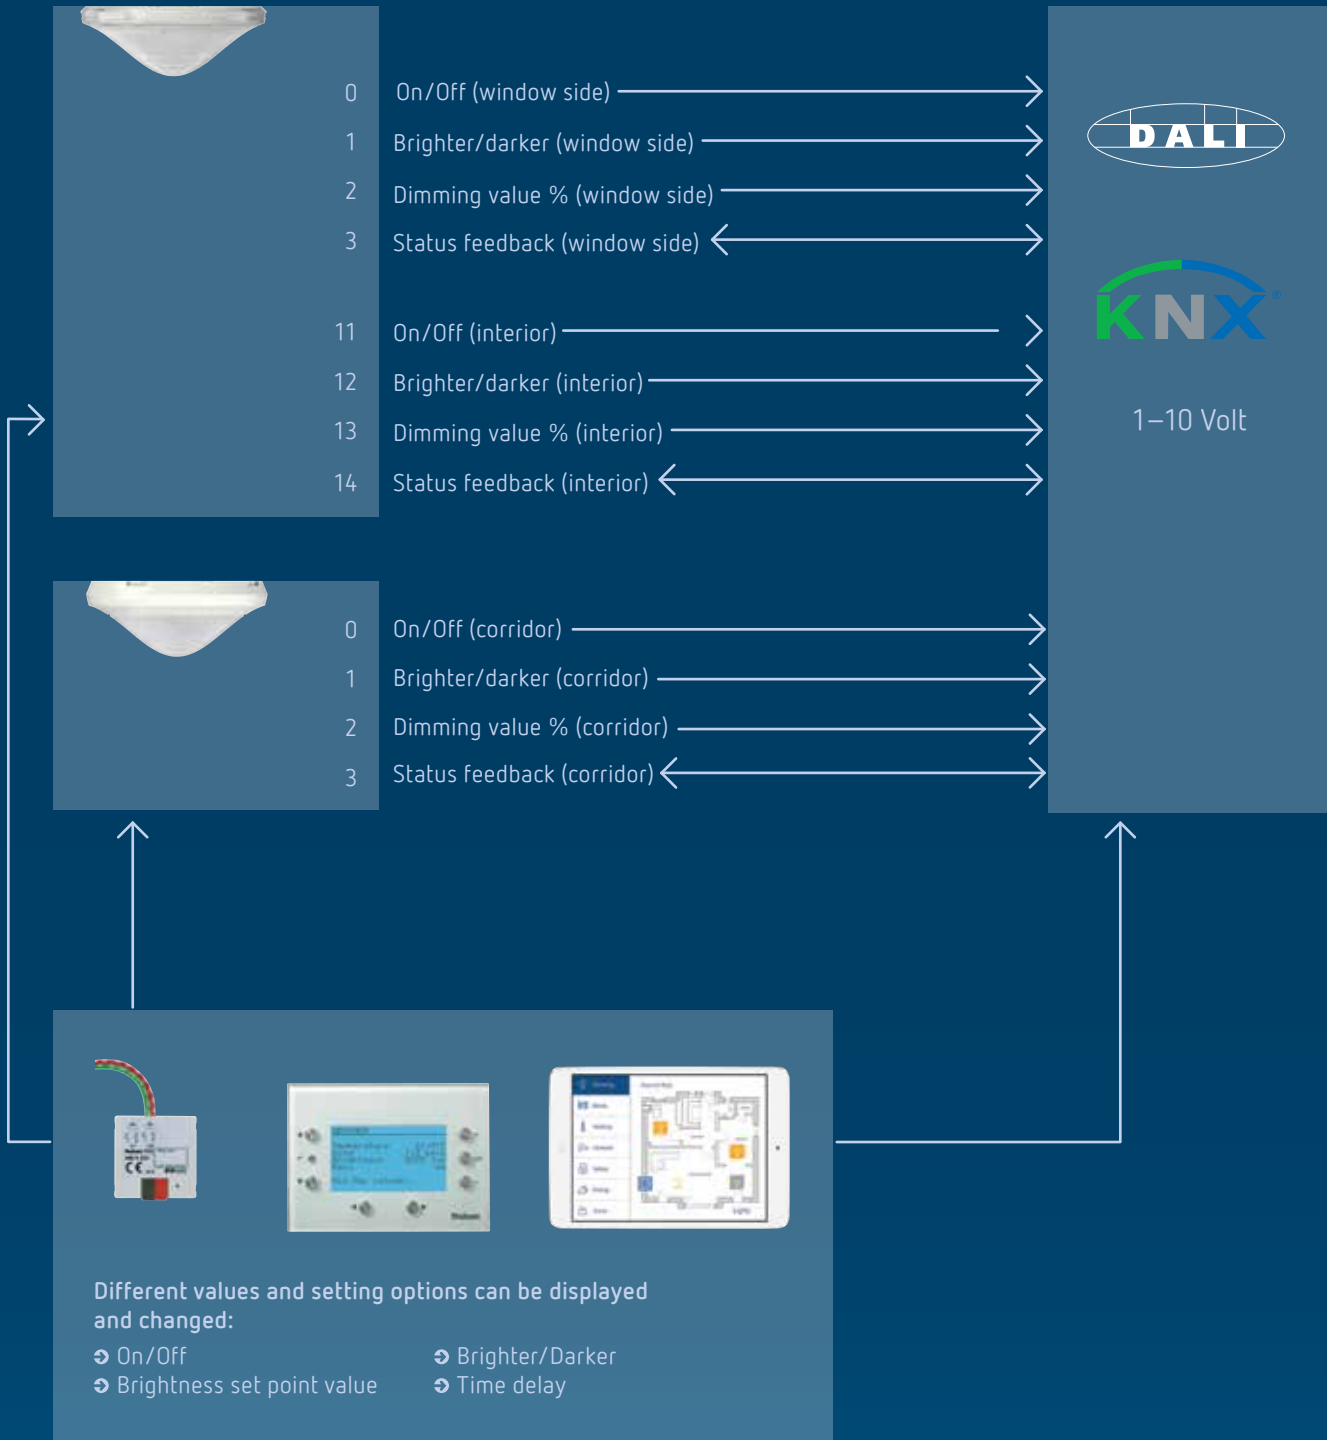 0 On/Off (window side)
1 Brighter/darker (window side)
2 Dimming value % (window side)
3 Status feedback (window side)
11 On/Off (interior)
12 Brighter/darker (interior)
13 Dimming value % (interior)
14 Status feedback (interior)
DALI
KNX®
1–10 Volt
0 On/Off (corridor)
1 Brighter/darker (corridor)
2 Dimming value % (corridor)
3 Status feedback (corridor)
CE
Different values and setting options can be displayed
and changed:
On/Off
Brightness set point value
Brighter/Darker
Time delay